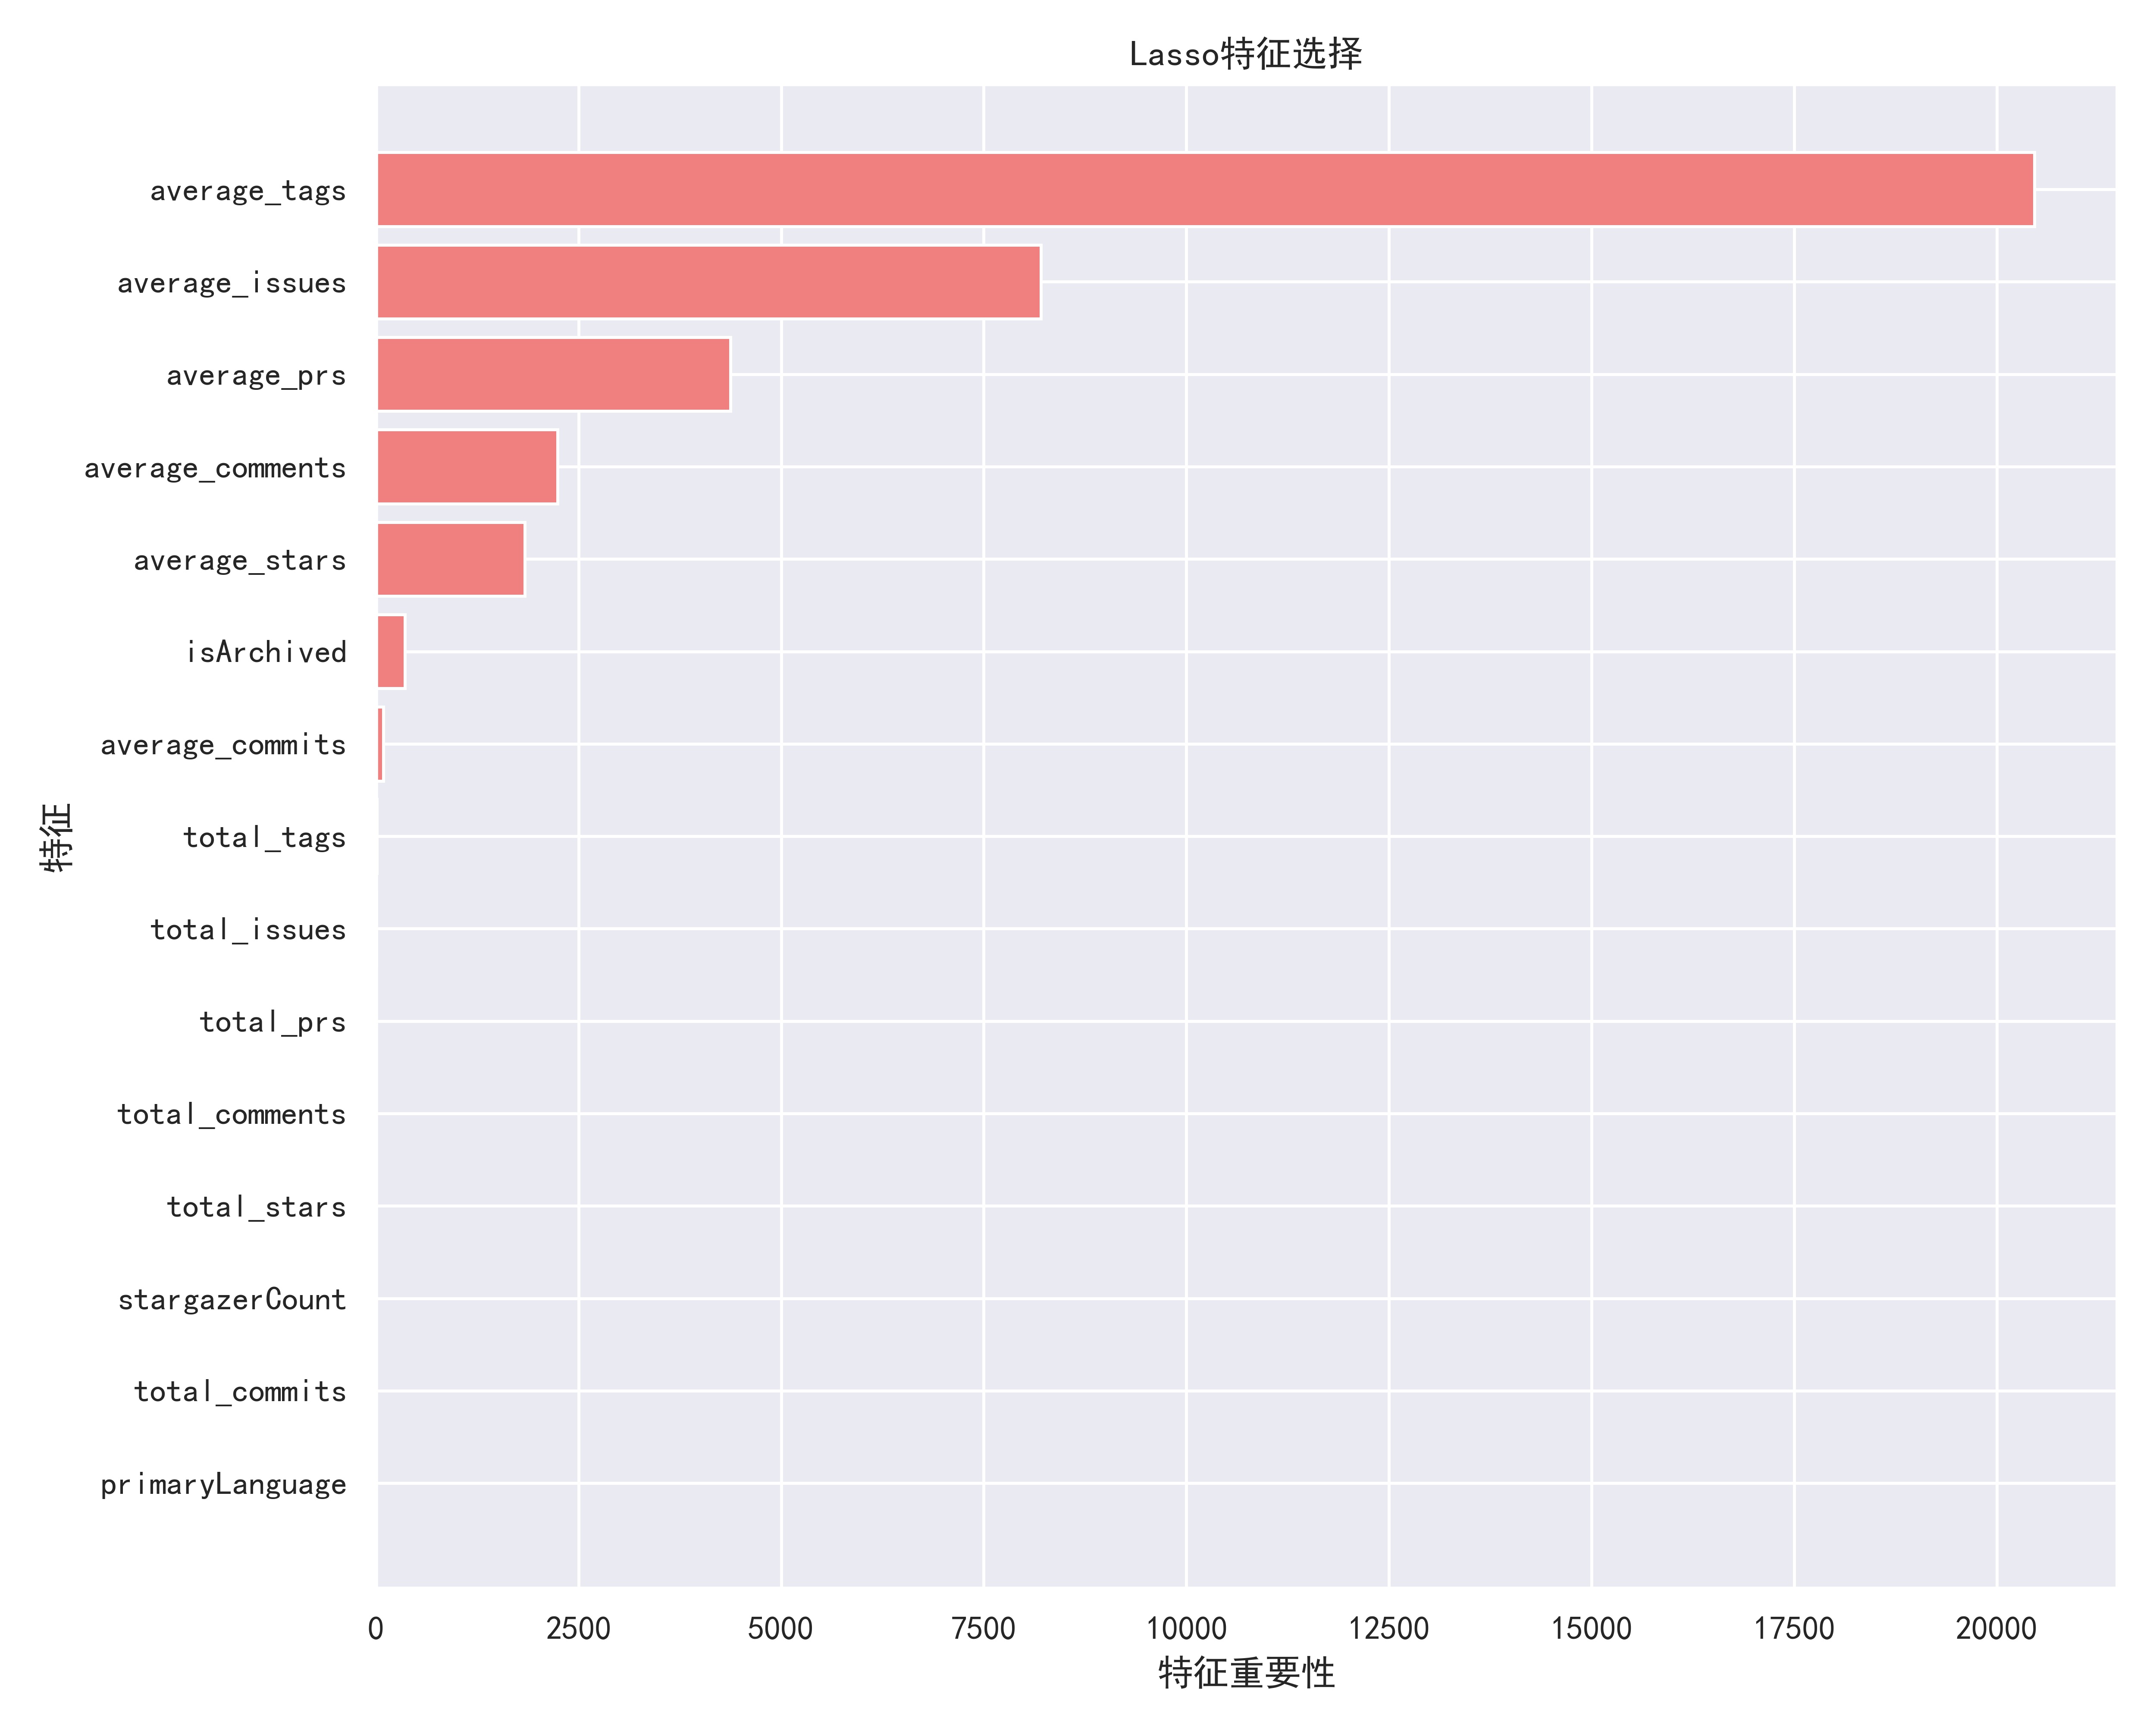 Lasso特征选择
average_tags
average_issues
average_prs
average_comments
average_stars
isArchived
average_commits
total_tags
total_issues
total_prs
total_comments
total_stars
stargazerCount
total_commits
primaryLanguage
特征
0 2500 5000 7500 10000 12500 15000 17500 20000
特征重要性